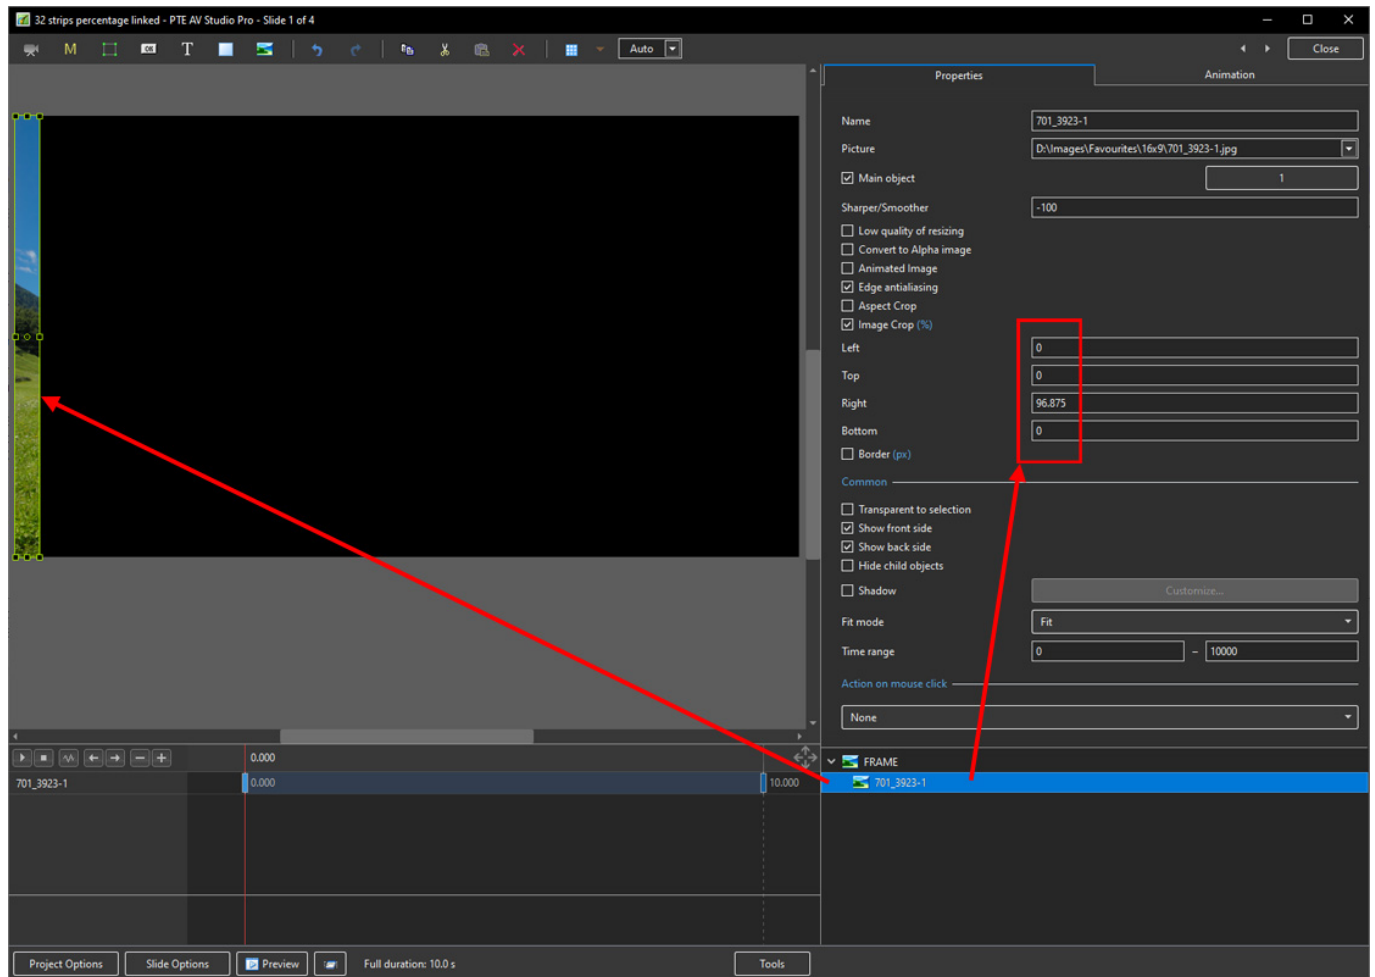 32 strips percentage linked - PTE AV Studio Pro - Slide 1 of 4
M OK T Auto Close
Properties Animation
Name 701_3923-1
Picture D:\Images\Favourites\16x9\701_3923-1.jpg
Main object 1
Sharper/Smoother -100
Low quality of resizing
Convert to Alpha image
Animated Image
Edge antialiasing
Aspect Crop
Image Crop (%)
Left 0
Top 0
Right 96.875
Bottom 0
Border (px)
Common
Transparent to selection
Show front side
Show back side
Hide child objects
Shadow Customize...
Fit mode Fit
Time range 0 – 10000
Action on mouse click
None
0.000
FRAME
701_3923-1 0.000 10.000
701_3923-1
Project Options Slide Options Preview Full duration: 10.0 s Tools